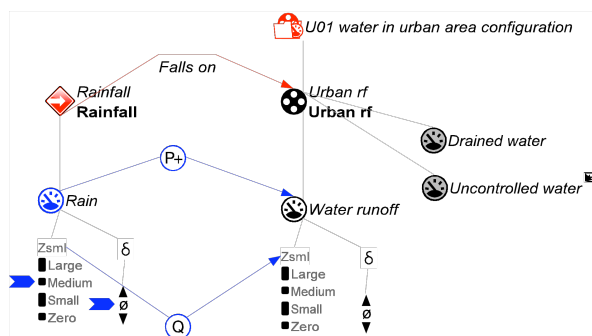 U01 water in urban area configuration
Falls on
Rainfall
Rainfall
Urban rf
Urban rf
Drained water
Uncontrolled water
P+
Rain
Water runoff
Zsml
δ
Large
Medium
Small
Zero
ø
Zsml
δ
Large
Medium
Small
Zero
ø
Q